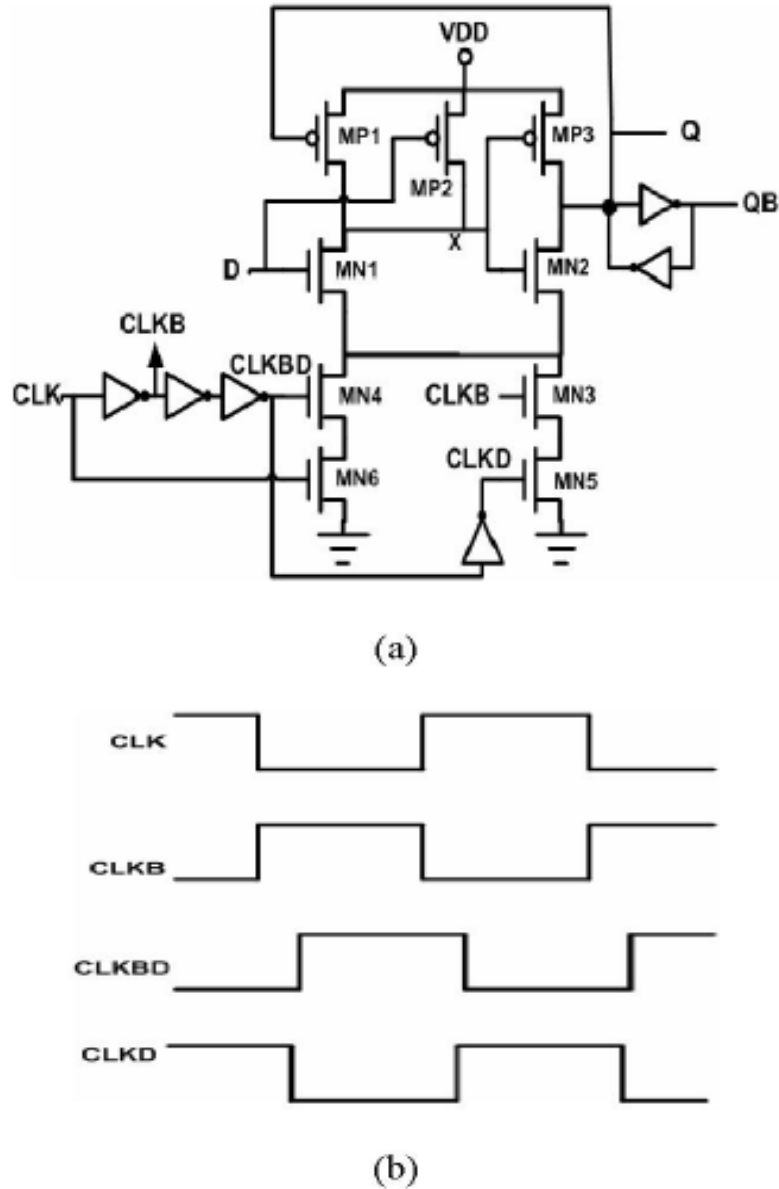 VDD
MP1
MP2
MP3
Q
QB
X
D
MN1
MN2
CLKB
CLK
CLKBD
MN4
CLKB
MN3
CLKD
MN6
MN5
(a)
CLK
CLKB
CLKBD
CLKD
(b)